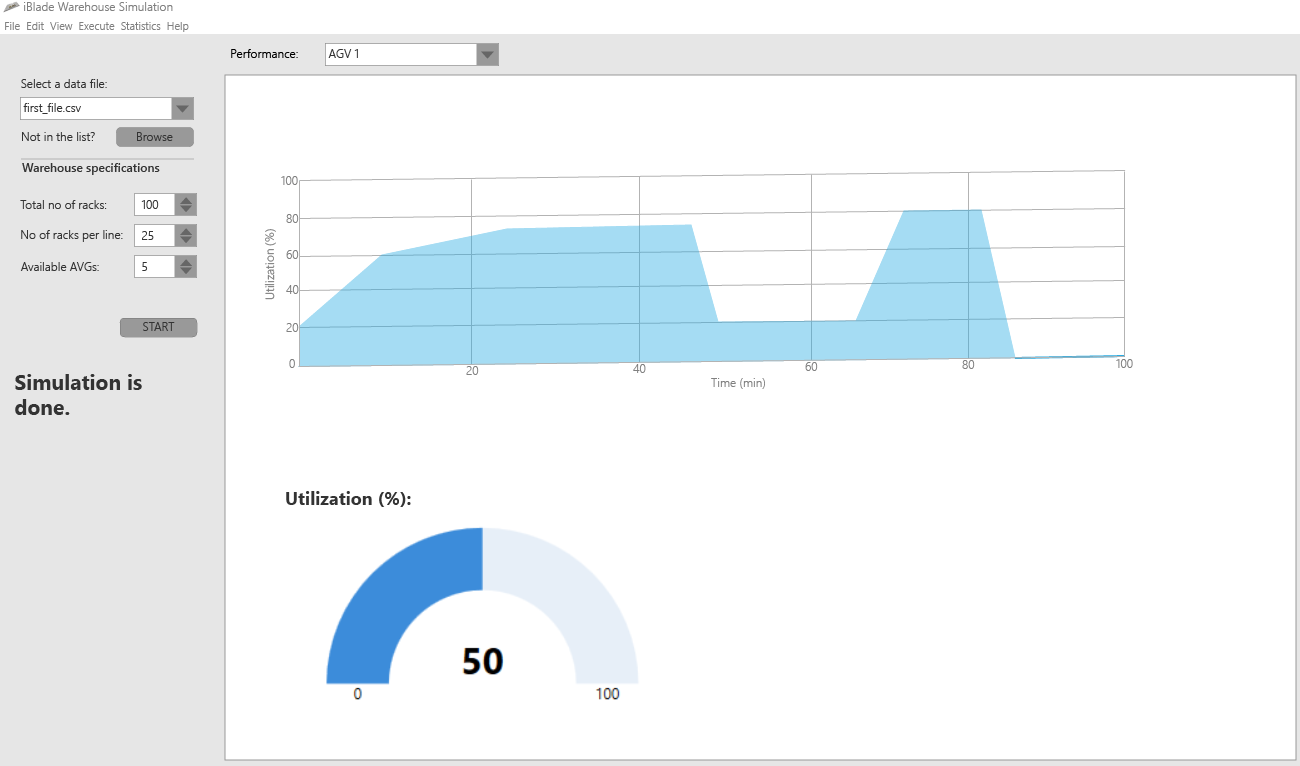 iBlade Warehouse Simulation
File Edit View Execute Statistics Help
Performance: AGV 1
Select a data file:
first_file.csv
Not in the list? Browse
Warehouse specifications
Total no of racks: 100
No of racks per line: 25
Available AVGs: 5
START
Simulation is
done.
100
80
60
40
20
0
Utilization (%)
20 40 60 80 100
Time (min)
Utilization (%):
50
0 100